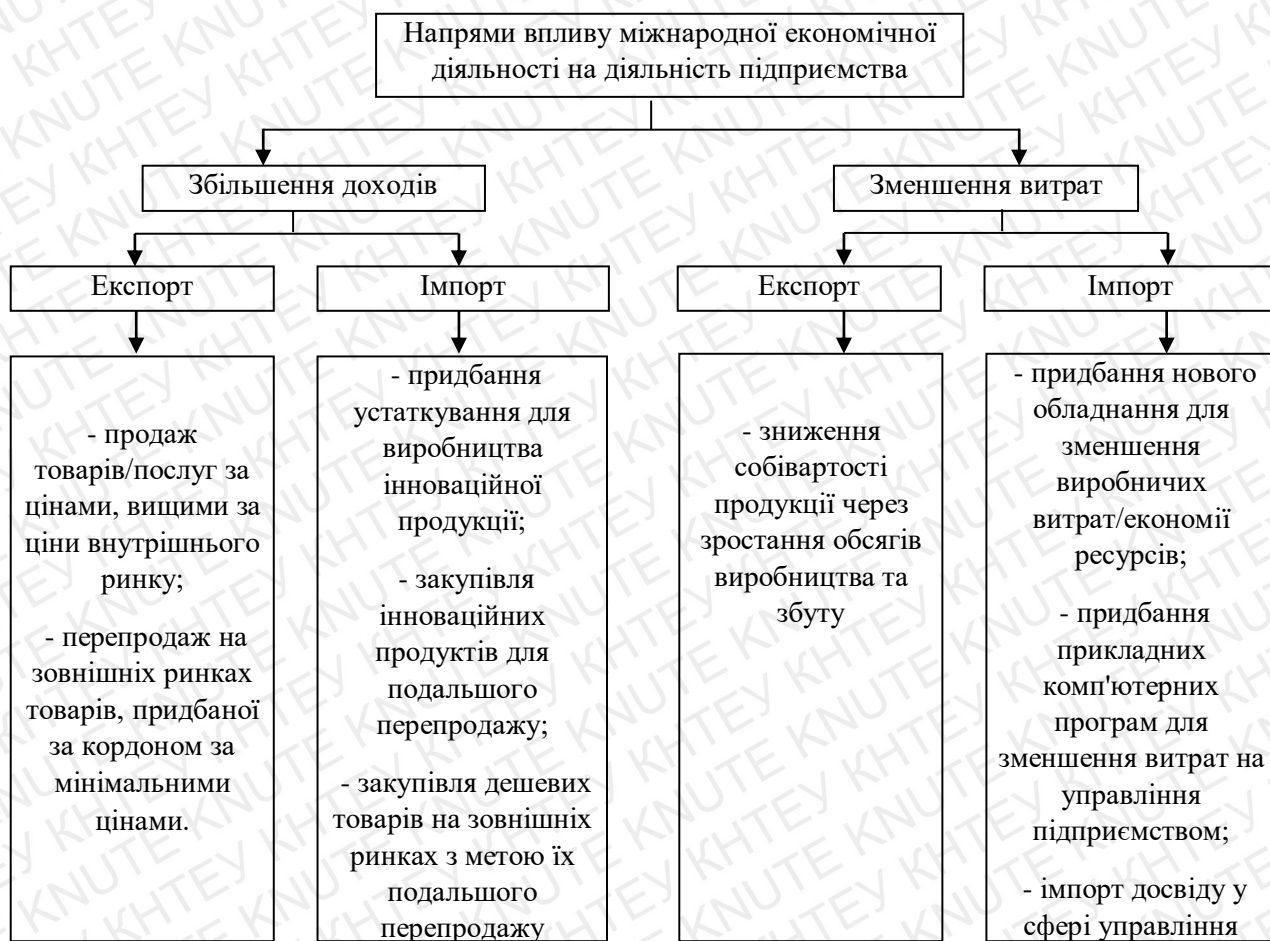 Напрями впливу міжнародної економічної
діяльності на діяльність підприємства
Збільшення доходів
Зменшення витрат
Експорт
Імпорт
Експорт
Імпорт
- продаж
товарів/послуг за
цінами, вищими за
ціни внутрішнього
ринку;
- перепродаж на
зовнішніх ринках
товарів, придбаної
за кордоном за
мінімальними
цінами.
- придбання
устаткування для
виробництва
інноваційної
продукції;
- закупівля
інноваційних
продуктів для
подальшого
перепродажу;
- закупівля дешевих
товарів на зовнішніх
ринках з метою їх
подальшого
перепродажу
- зниження
собівартості
продукції через
зростання обсягів
виробництва та
збуту
- придбання нового
обладнання для
зменшення
виробничих
витрат/економії
ресурсів;
- придбання
прикладних
комп'ютерних
програм для
зменшення витрат на
управління
підприємством;
- імпорт досвіду у
сфері управління